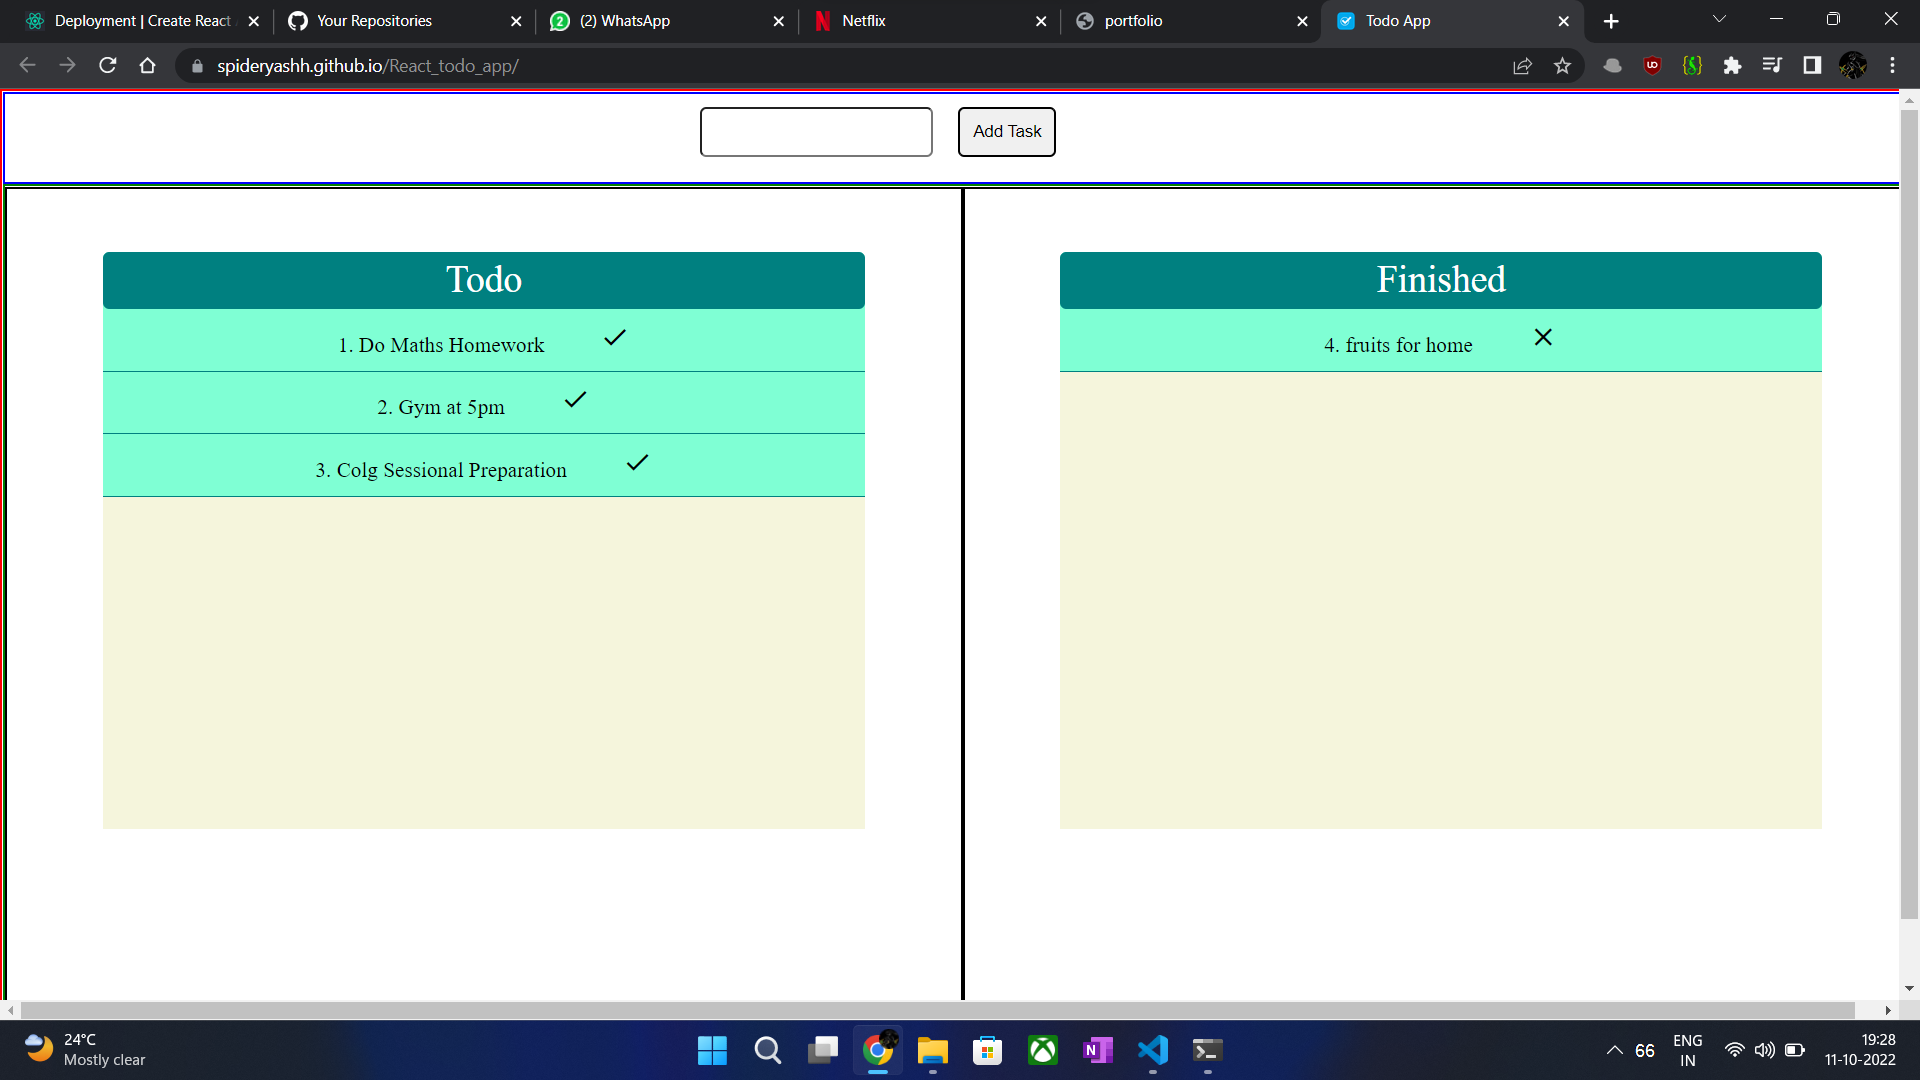 Deployment | Create React
Your Repositories
2
(2) WhatsApp
Netflix
portfolio
Todo App
spideryashh.github.io/React_todo_app/
Add Task
Todo
Finished
1. Do Maths Homework
4. fruits for home
2. Gym at 5pm
3. Colg Sessional Preparation
24°C
Mostly clear
N
66
ENG
IN
19:28
11-10-2022